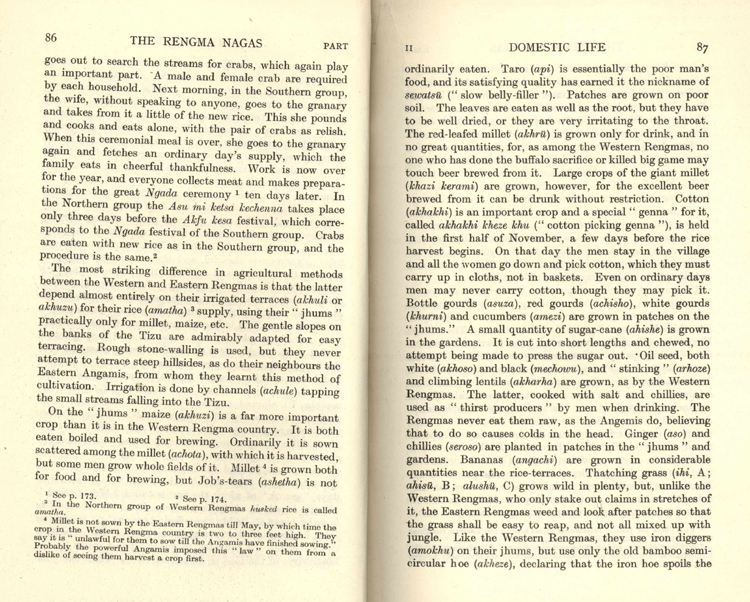 86 THE RENGMA NAGAS PART
goes out to search the streams for crabs, which again play
an important part. A male and female crab are required
by each household. Next morning, in the Southern group,
the wife, without speaking to anyone, goes to the granary
and takes from it a little of the new rice. This she pounds
and cooks and eats alone, with the pair of crabs as relish.
When this ceremonial meal is over, she goes to the granary
again and fetches an ordinary day's supply, which the
family eats in cheerful thankfulness. Work is now over
for the year, and everyone collects meat and makes prepara-
tions for the great Ngada ceremony ¹ ten days later. In
the Northern group the Asu mi ketsa kechenna takes place
only three days before the Akfu kesa festival, which corre-
sponds to the Ngada festival of the Southern group. Crabs
are eaten with new rice as in the Southern group, and the
procedure is the same.²
The most striking difference in agricultural methods
between the Western and Eastern Rengmas is that the latter
depend almost entirely on their irrigated terraces (akhuli or
akhuzu) for their rice (amatha) ³ supply, using their " jhums "
practically only for millet, maize, etc. The gentle slopes on
the banks of the Tizu are admirably adapted for easy
terracing. Rough stone-walling is used, but they never
attempt to terrace steep hillsides, as do their neighbours the
Eastern Angamis, from whom they learnt this method of
cultivation. Irrigation is done by channels (achule) tapping
the small streams falling into the Tizu.
On the " jhums " maize (akhuzi) is a far more important
crop than it is in the Western Rengma country. It is both
eaten boiled and used for brewing. Ordinarily it is sown
scattered among the millet (achota), with which it is harvested,
but some men grow whole fields of it. Millet ⁴ is grown both
for food and for brewing, but Job's-tears (ashetha) is not
¹ See p. 173. ² See p. 174.
³ In the Northern group of Western Rengmas husked rice is called
amatha.
⁴ Millet is not sown by the Eastern Rengmas till May, by which time the
crop in the Western Rengma country is two to three feet high. They
say it is " unlawful for them to sow till the Angamis have finished sowing."
Probably the powerful Angamis imposed this " law " on them from a
dislike of seeing them harvest a crop first.
II DOMESTIC LIFE 87
ordinarily eaten. Taro (api) is essentially the poor man's
food, and its satisfying quality has earned it the nickname of
sewatsü (" slow belly-filler "). Patches are grown on poor
soil. The leaves are eaten as well as the root, but they have
to be well dried, or they are very irritating to the throat.
The red-leafed millet (akhrü) is grown only for drink, and in
no great quantities, for, as among the Western Rengmas, no
one who has done the buffalo sacrifice or killed big game may
touch beer brewed from it. Large crops of the giant millet
(khazi kerami) are grown, however, for the excellent beer
brewed from it can be drunk without restriction. Cotton
(akhakhi) is an important crop and a special " genna " for it,
called akhakhi kheze khu (" cotton picking genna "), is held
in the first half of November, a few days before the rice
harvest begins. On that day the men stay in the village
and all the women go down and pick cotton, which they must
carry up in cloths, not in baskets. Even on ordinary days
men may never carry cotton, though they may pick it.
Bottle gourds (asuza), red gourds (achisho), white gourds
(khurni) and cucumbers (amezi) are grown in patches on the
" jhums." A small quantity of sugar-cane (ahishe) is grown
in the gardens. It is cut into short lengths and chewed, no
attempt being made to press the sugar out. Oil seed, both
white (akhoso) and black (mechowu), and " stinking " (arhoze)
and climbing lentils (akharha) are grown, as by the Western
Rengmas. The latter, cooked with salt and chillies, are
used as " thirst producers " by men when drinking. The
Rengmas never eat them raw, as the Angamis do, believing
that to do so causes colds in the head. Ginger (aso) and
chillies (seroso) are planted in patches in the " jhums " and
gardens. Bananas (angachi) are grown in considerable
quantities near the rice-terraces. Thatching grass (ihi, A ;
ahisü, B ; alushü, C) grows wild in plenty, but, unlike the
Western Rengmas, who only stake out claims in stretches of
it, the Eastern Rengmas weed and look after patches so that
the grass shall be easy to reap, and not all mixed up with
jungle. Like the Western Rengmas, they use iron diggers
(amokhu) on their jhums, but use only the old bamboo semi-
circular hoe (akheze), declaring that the iron hoe spoils the